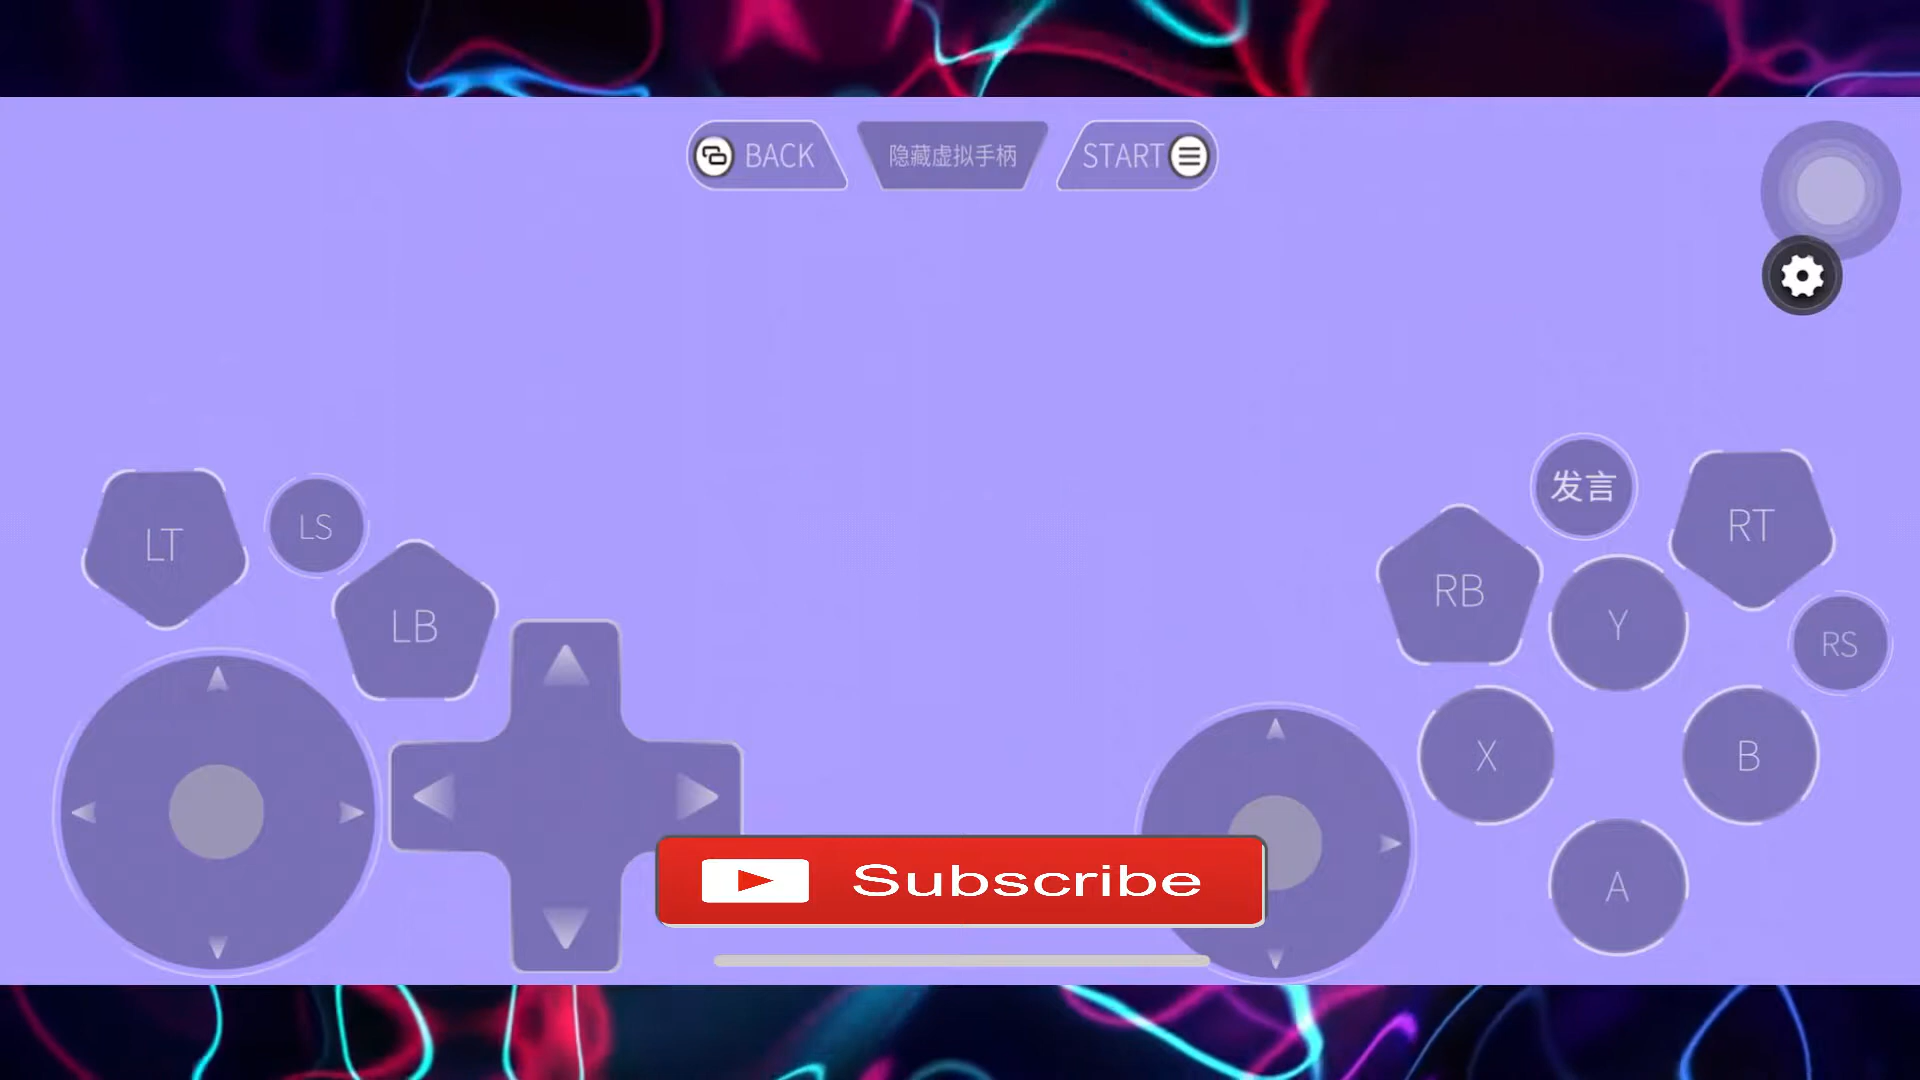 BACK
隐藏虚拟手柄
START
发言
LT
LS
RT
RB
LB
Y
RS
X
B
Subscribe
A